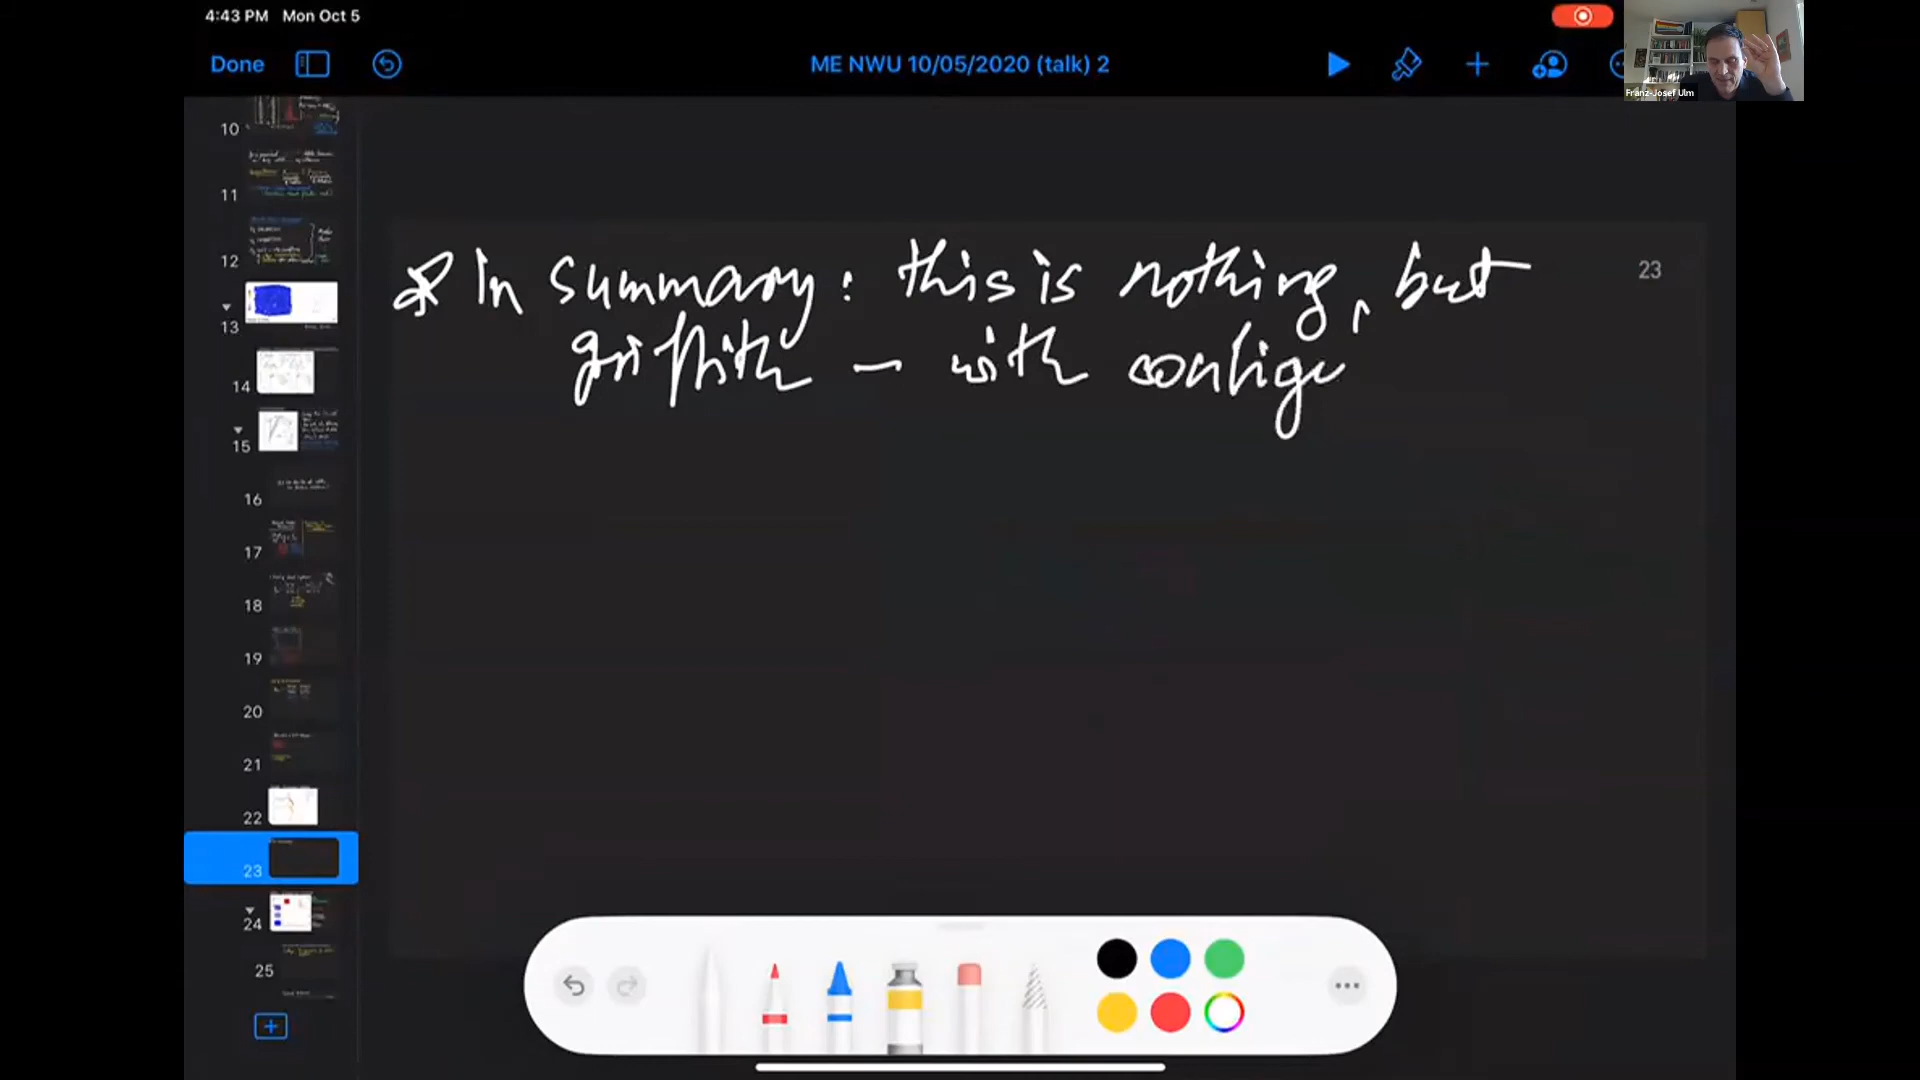 4:43 PM Mon Oct 5
Done
ME NWU 10/05/2020 (talk) 2
Franz-Josef Ulm
10
11
12
13
14
15
16
17
18
19
20
21
22
23
24
25
23
In summary: this is nothing, but
griffith - with configu